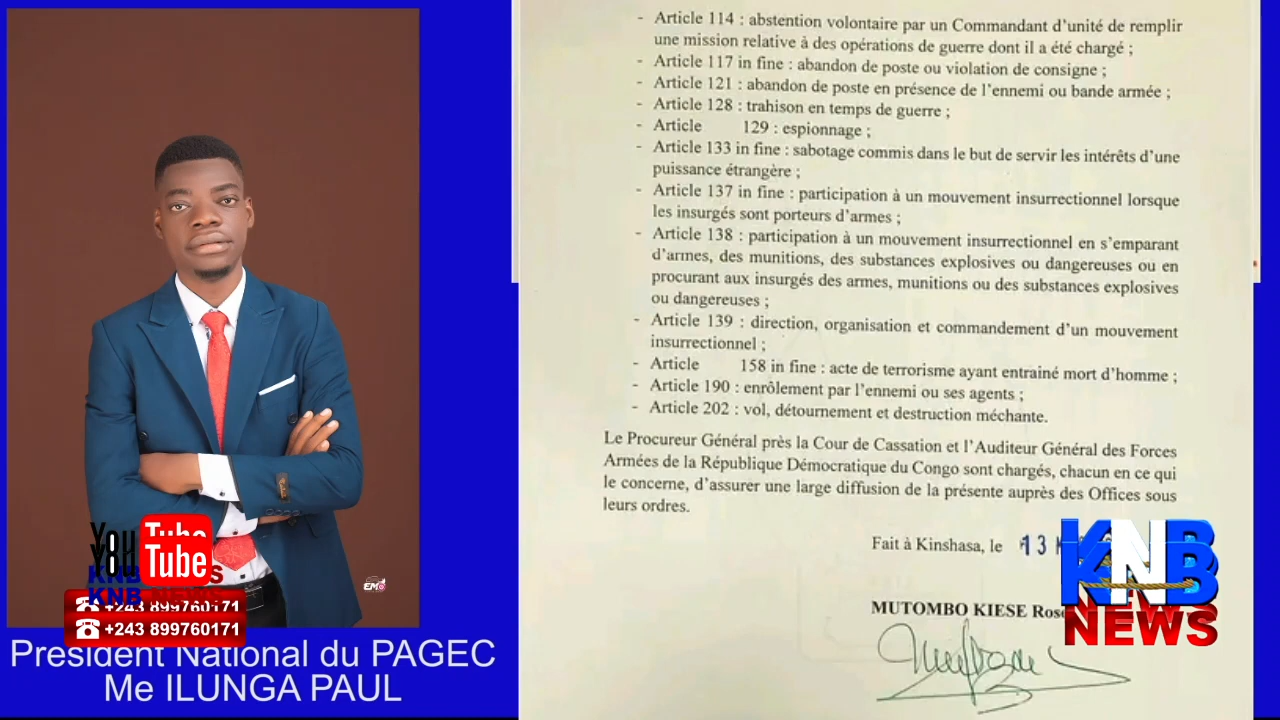 - Article 114 : abstention volontaire par un Commandant d'unité de remplir
une mission relative à des opérations de guerre dont il a été chargé ;
- Article 117 in fine : abandon de poste ou violation de consigne ;
- Article 121 : abandon de poste en présence de l'ennemi ou bande armée ;
- Article 128 : trahison en temps de guerre ;
- Article 129 : espionnage ;
- Article 133 in fine : sabotage commis dans le but de servir les intérêts d'une
puissance étrangère ;
- Article 137 in fine : participation à un mouvement insurrectionnel lorsque
les insurgés sont porteurs d'armes ;
- Article 138 : participation à un mouvement insurrectionnel en s'emparant
d'armes, des munitions, des substances explosives ou dangereuses ou en
procurant aux insurgés des armes, munitions ou des substances explosives
ou dangereuses ;
- Article 139 : direction, organisation et commandement d'un mouvement
insurrectionnel ;
- Article 158 in fine : acte de terrorisme ayant entrainé mort d'homme ;
- Article 190 : enrôlement par l'ennemi ou ses agents ;
- Article 202 : vol, détournement et destruction méchante.
Le Procureur Général près la Cour de Cassation et l'Auditeur Général des Forces
Armées de la République Démocratique du Congo sont chargés, chacun en ce qui
le concerne, d'assurer une large diffusion de la présente auprès des Offices sous
leurs ordres.
Fait à Kinshasa, le 13
MUTOMBO KIESE
KNB
NEWS
EMO
You Tube
Tube
KNB NEWS
+243 899760171
+243 899760171
President National du PAGEC
Me ILUNGA PAUL